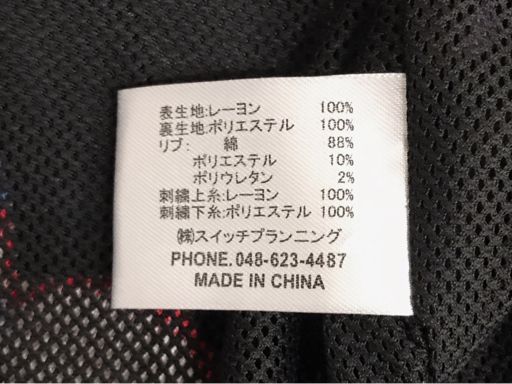 表生地:レーヨン 100%
裏生地:ポリエステル 100%
リブ: 綿 88%
ポリエステル 10%
ポリウレタン 2%
刺繍上糸:レーヨン 100%
刺繍下糸:ポリエステル 100%
㈱スイッチプランニング
PHONE.048-623-4487
MADE IN CHINA